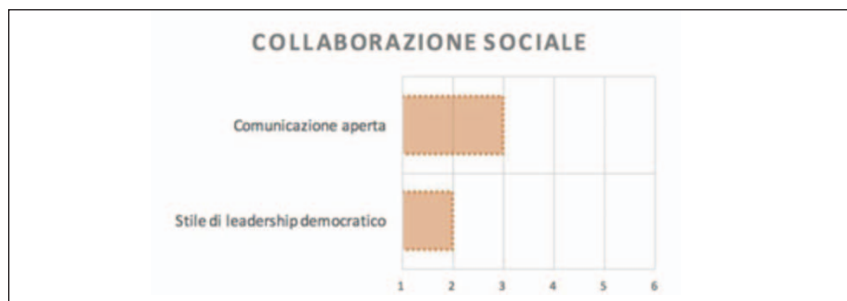 COLLABORAZIONE SOCIALE
Comunicazione aperta
Stile di leadership democratico
1 2 3 4 5 6